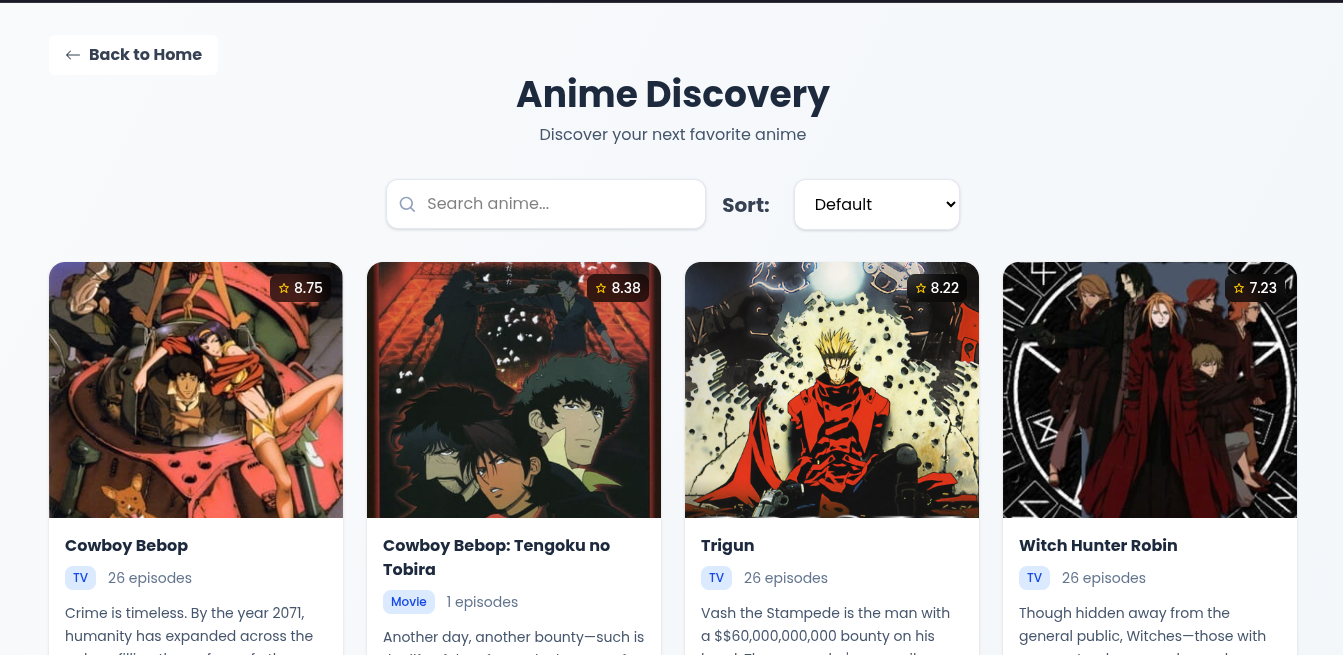 Back to Home
Anime Discovery
Discover your next favorite anime
Search anime...
Sort:
Default
8.75
8.38
8.22
7.23
Cowboy Bebop
TV 26 episodes
Crime is timeless. By the year 2071,
humanity has expanded across the
Cowboy Bebop: Tengoku no
Tobira
Movie 1 episodes
Another day, another bounty—such is
Trigun
TV 26 episodes
Vash the Stampede is the man with
a $$60,000,000,000 bounty on his
Witch Hunter Robin
TV 26 episodes
Though hidden away from the
general public, Witches—those with